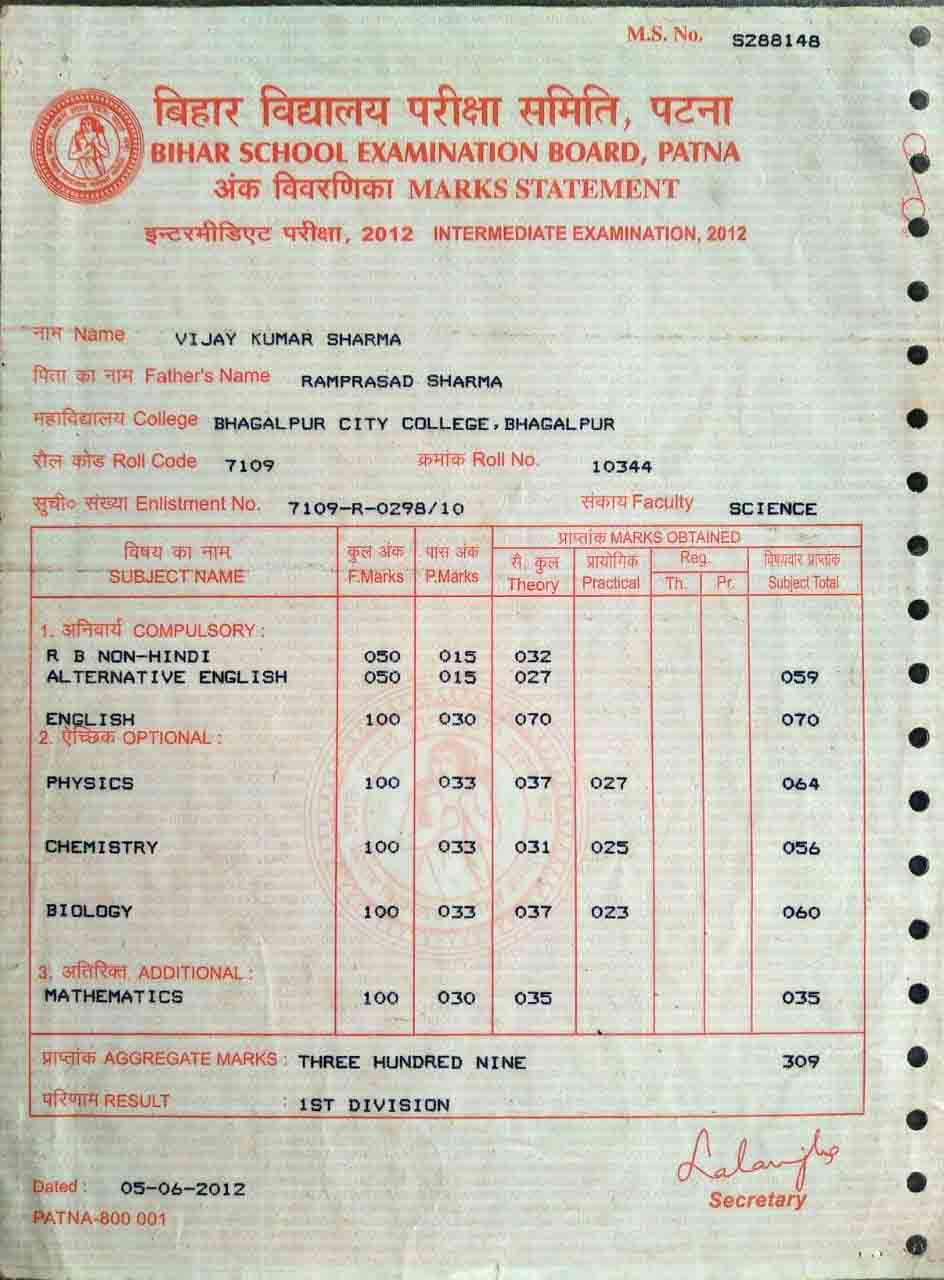 M.S. No. S288148
बिहार विद्यालय परीक्षा समिति, पटना
BIHAR SCHOOL EXAMINATION BOARD, PATNA
अंक विवरणिका MARKS STATEMENT
इन्टरमीडिएट परीक्षा, 2012 INTERMEDIATE EXAMINATION, 2012
नाम Name VIJAY KUMAR SHARMA
पिता का नाम Father's Name RAMPRASAD SHARMA
महाविद्यालय College BHAGALPUR CITY COLLEGE, BHAGALPUR
रौल कोड Roll Code 7109 क्रमांक Roll No. 10344
सूची० संख्या Enlistment No. 7109-R-0298/10 संकाय Faculty SCIENCE
प्राप्तांक MARKS OBTAINED
विषय का नाम कुल अंक पास अंक सै. कुल प्रायोगिक Reg. विषयवार प्राप्तांक
SUBJECT NAME F.Marks P.Marks Theory Practical Th. Pr. Subject Total
1. अनिवार्य COMPULSORY :
R B NON-HINDI 050 015 032
ALTERNATIVE ENGLISH 050 015 027 059
ENGLISH 100 030 070 070
2. ऐच्छिक OPTIONAL :
PHYSICS 100 033 037 027 064
CHEMISTRY 100 033 031 025 056
BIOLOGY 100 033 037 023 060
3. अतिरिक्त ADDITIONAL :
MATHEMATICS 100 030 035 035
प्राप्तांक AGGREGATE MARKS : THREE HUNDRED NINE 309
परिणाम RESULT : 1ST DIVISION
Dated : 05-06-2012
Secretary
PATNA-800 001